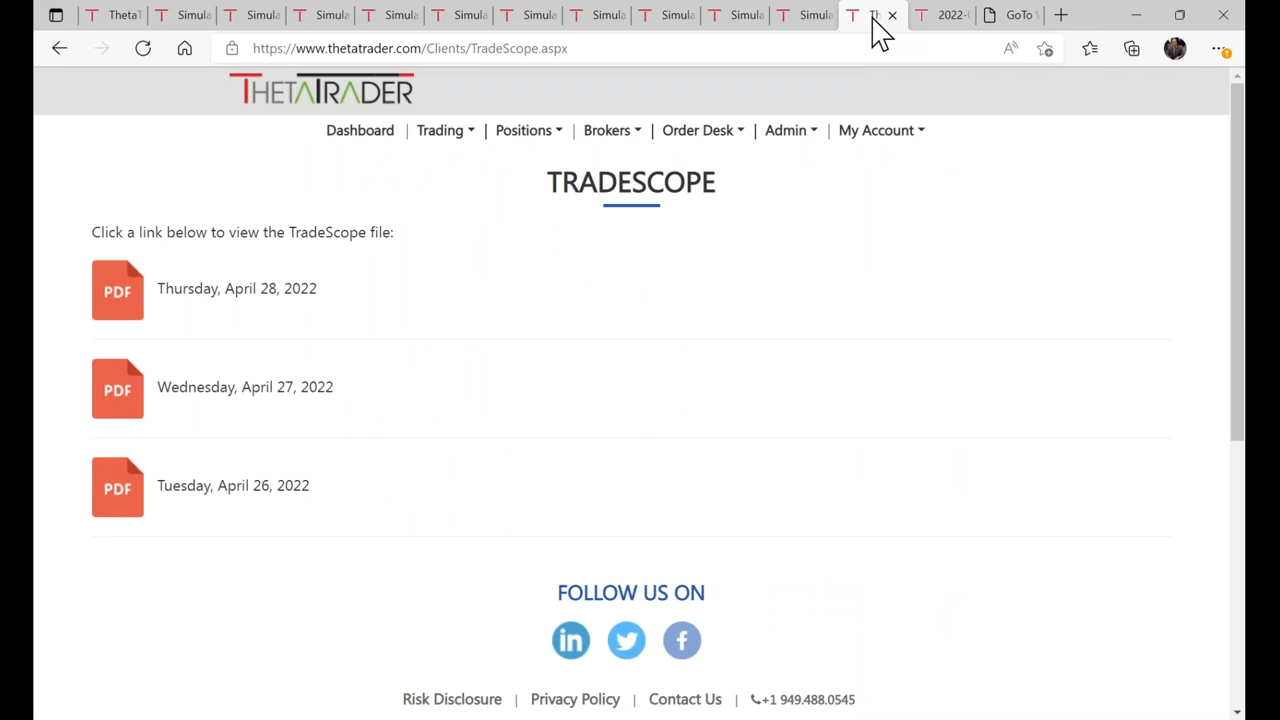 ThetaT
Simula
Simula
Simula
Simula
Simula
Simula
Simula
Simula
Simula
Simula
Th
2022-0
GoTo W
https://www.thetatrader.com/Clients/TradeScope.aspx
THETATRADER
Dashboard | Trading | Positions | Brokers | Order Desk | Admin | My Account
TRADESCOPE
Click a link below to view the TradeScope file:
PDF Thursday, April 28, 2022
PDF Wednesday, April 27, 2022
PDF Tuesday, April 26, 2022
FOLLOW US ON
in f
Risk Disclosure | Privacy Policy | Contact Us | +1 949.488.0545